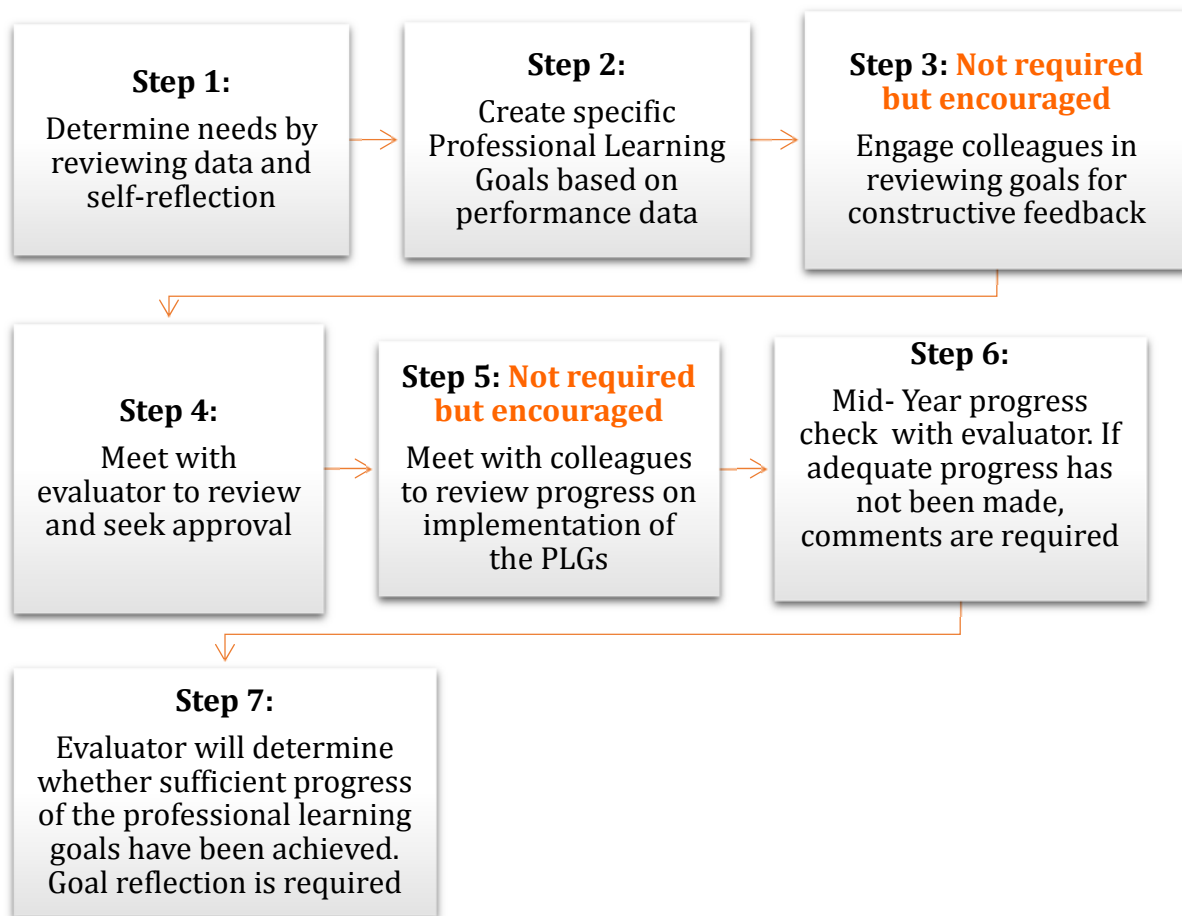 Step 1:
Determine needs by
reviewing data and
self-reflection
Step 2:
Create specific
Professional Learning
Goals based on
performance data
Step 3: Not required
but encouraged
Engage colleagues in
reviewing goals for
constructive feedback
Step 4:
Meet with
evaluator to review
and seek approval
Step 5: Not required
but encouraged
Meet with colleagues
to review progress on
implementation of
the PLGs
Step 6:
Mid- Year progress
check  with evaluator. If
adequate progress has
not been made,
comments are required
Step 7:
Evaluator will determine
whether sufficient progress
of the professional learning
goals have been achieved.
Goal reflection is required